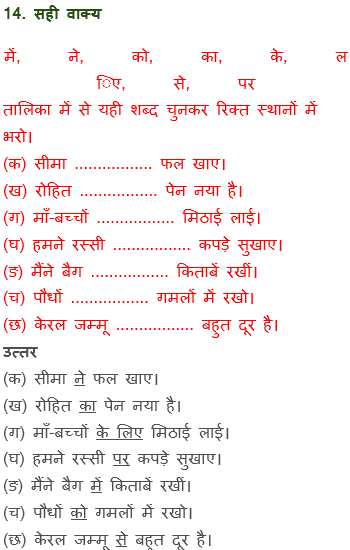 14. सही वाक्य
में, ने, को, का, के, ल
िए, से, पर
तालिका में से यही शब्द चुनकर रिक्त स्थानों में
भरो।
(क) सीमा ................. फल खाए।
(ख) रोहित ................. पेन नया है।
(ग) माँ-बच्चों ................. मिठाई लाई।
(घ) हमने रस्सी ................. कपड़े सुखाए।
(ङ) मैंने बैग ................. किताबें रखीं।
(च) पौधों ................. गमलों में रखो।
(छ) केरल जम्मू ................. बहुत दूर है।
उत्तर
(क) सीमा ने फल खाए।
(ख) रोहित का पेन नया है।
(ग) माँ-बच्चों के लिए मिठाई लाई।
(घ) हमने रस्सी पर कपड़े सुखाए।
(ङ) मैंने बैग में किताबें रखीं।
(च) पौधों को गमलों में रखो।
(छ) केरल जम्मू से बहुत दूर है।